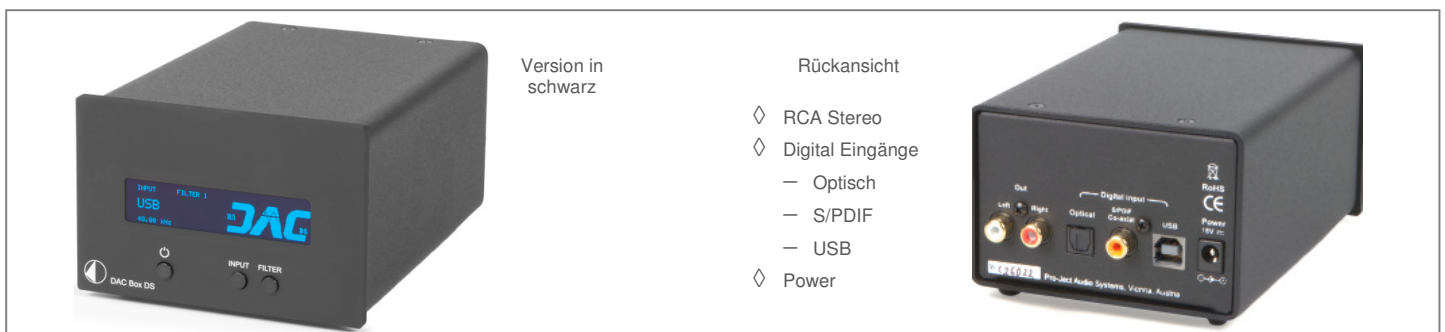 Version in
schwarz
INPUT FILTER 1
USB
48.00 kHz
DAC
DS
INPUT FILTER
DAC Box DS
Rückansicht
◊ RCA Stereo
◊ Digital Eingänge
– Optisch
– S/PDIF
– USB
◊ Power
RoHS
CE
Out
Left Right
Digital Input
Optical
S/PDIF
Co-axial
USB
Power
18V
Pro-Ject Audio Systems, Vienna, Austria